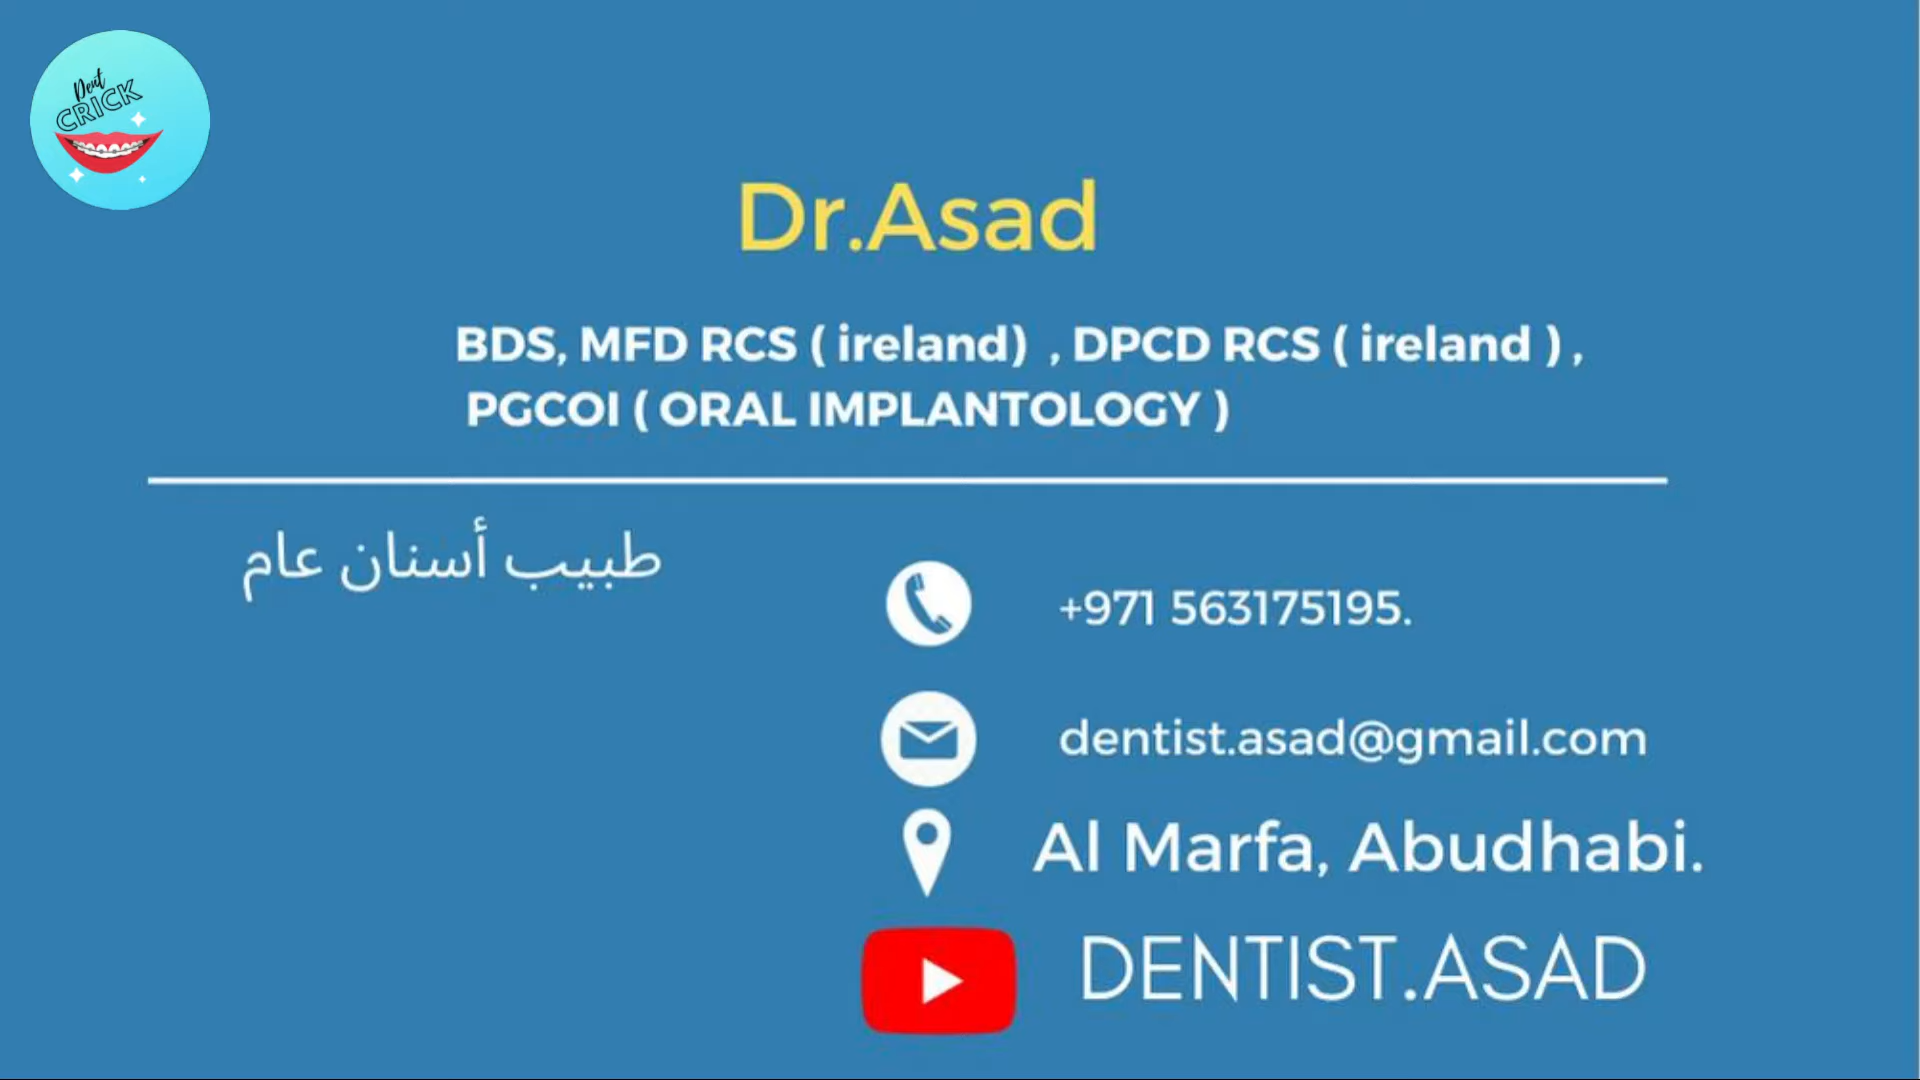 Dent
CRICK
Dr.Asad
BDS, MFD RCS ( ireland) , DPCD RCS ( ireland ) ,
PGCOI ( ORAL IMPLANTOLOGY )
طبيب أسنان عام
+971 563175195.
dentist.asad@gmail.com
Al Marfa, Abudhabi.
DENTIST.ASAD